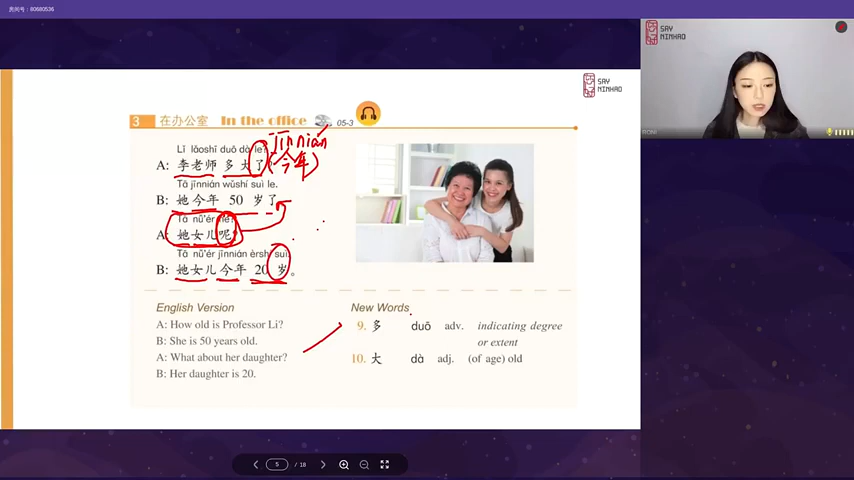 房间号：80680536
SAY
NINHAO
SAY
NINHAO
3 在办公室 In the office 05-3
jīnnián
Lǐ lǎoshī duō dà le?
A: 李老师多大了 (今年)
Tā jīnnián wǔshí suì le.
B: 她今年 50 岁了
Tā nǚ'ér ne?
A: 她女儿呢
Tā nǚ'ér jīnnián èrshí suì.
B: 她女儿今年 20 岁。
English Version
A: How old is Professor Li?
B: She is 50 years old.
A: What about her daughter?
B: Her daughter is 20.
New Words
9. 多 duō adv. indicating degree
or extent
10. 大 dà adj. (of age) old
RONI
5 / 18